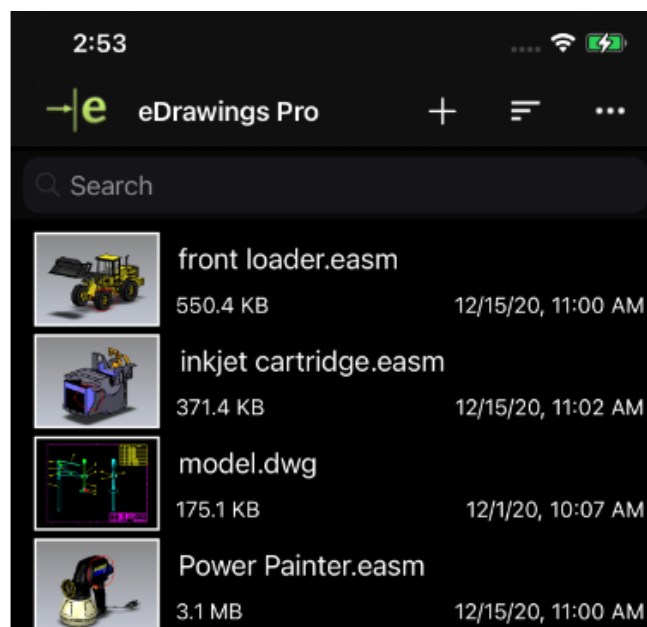 2:53
e eDrawings Pro
Search
front loader.easm
550.4 KB 12/15/20, 11:00 AM
inkjet cartridge.easm
371.4 KB 12/15/20, 11:02 AM
model.dwg
175.1 KB 12/1/20, 10:07 AM
Power Painter.easm
3.1 MB 12/15/20, 11:00 AM